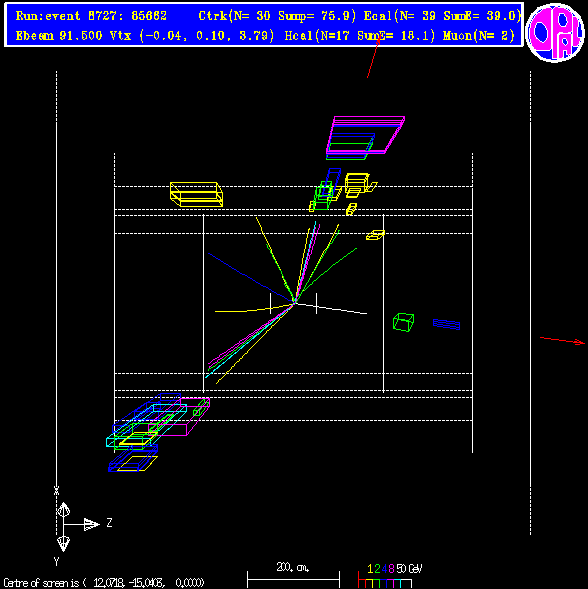 Run:event 8727: 85662 Ctrk(N= 30 Sump= 75.9) Ecal(N= 39 SumE= 39.0)
Ebeam 91.500 Vtx (-0.04, 0.10, 3.79) Hcal(N=17 SumE= 18.1) Muon(N= 2)
OPAL
X
Z
Y
200. cm.
1 2 4 8 50 GeV
Centre of screen is ( 12.0718, -15.0405, 0.0000)